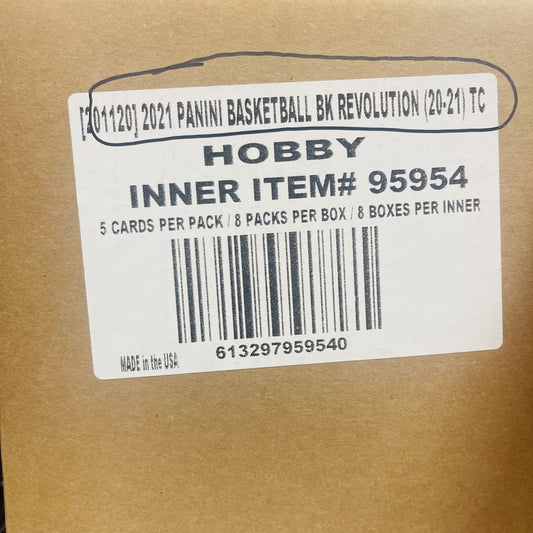 [201120] 2021 PANINI BASKETBALL BK REVOLUTION (20-21) TC
HOBBY
INNER ITEM# 95954
5 CARDS PER PACK / 8 PACKS PER BOX / 8 BOXES PER INNER
613297959540
MADE in the USA